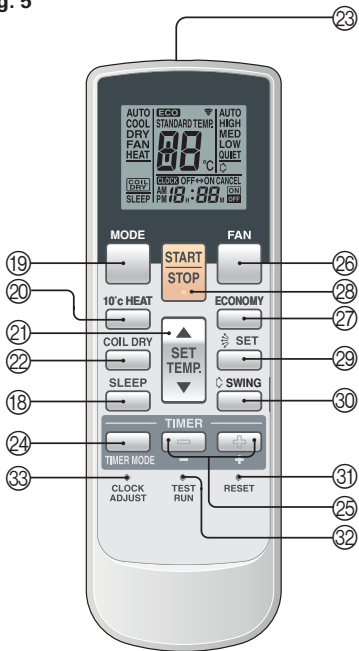 g. 5
㉓
AUTO ECO AUTO
COOL STANDARD TEMP. HIGH
DRY 88 MED
FAN LOW
HEAT °C QUIET
COIL DRY CLOCK OFF↔ON CANCEL
SLEEP AM PM 18H:88M ON OFF
MODE FAN
⑲ START STOP ㉖
㉘
⑳ 10°c HEAT ECONOMY
㉑ ㉗
COIL DRY ▲ SET
㉒ SET TEMP. ㉙
SLEEP ▼ SWING
⑱ ㉚
TIMER
㉔ – + ㉛
TIMER MODE – +
㉝ CLOCK ADJUST TEST RUN RESET ㉕
㉜